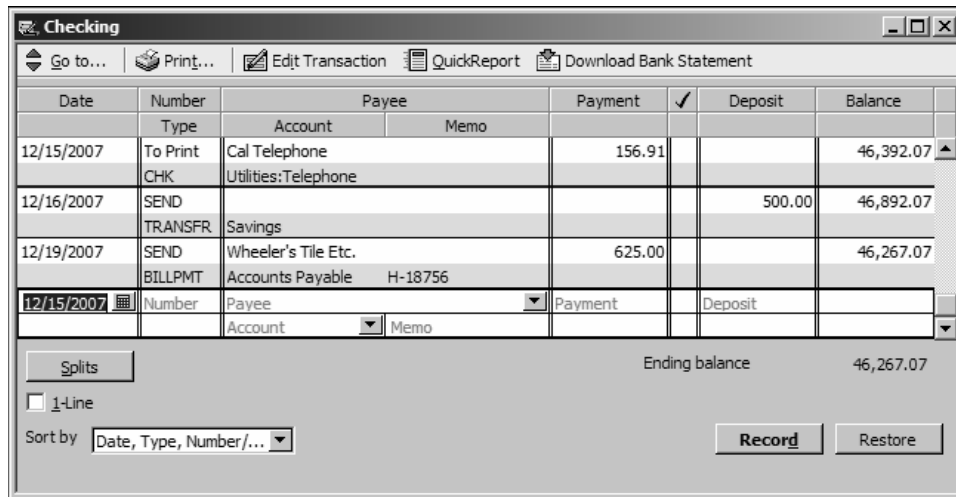 Checking
Go to... Print... Edit Transaction QuickReport Download Bank Statement
Date Number Payee Payment ✓ Deposit Balance
Type Account Memo
12/15/2007 To Print Cal Telephone 156.91 46,392.07
CHK Utilities:Telephone
12/16/2007 SEND 500.00 46,892.07
TRANSFR Savings
12/19/2007 SEND Wheeler's Tile Etc. 625.00 46,267.07
BILLPMT Accounts Payable H-18756
12/15/2007 Number Payee Payment Deposit
Account Memo
Splits Ending balance 46,267.07
1-Line
Sort by Date, Type, Number/... Record Restore